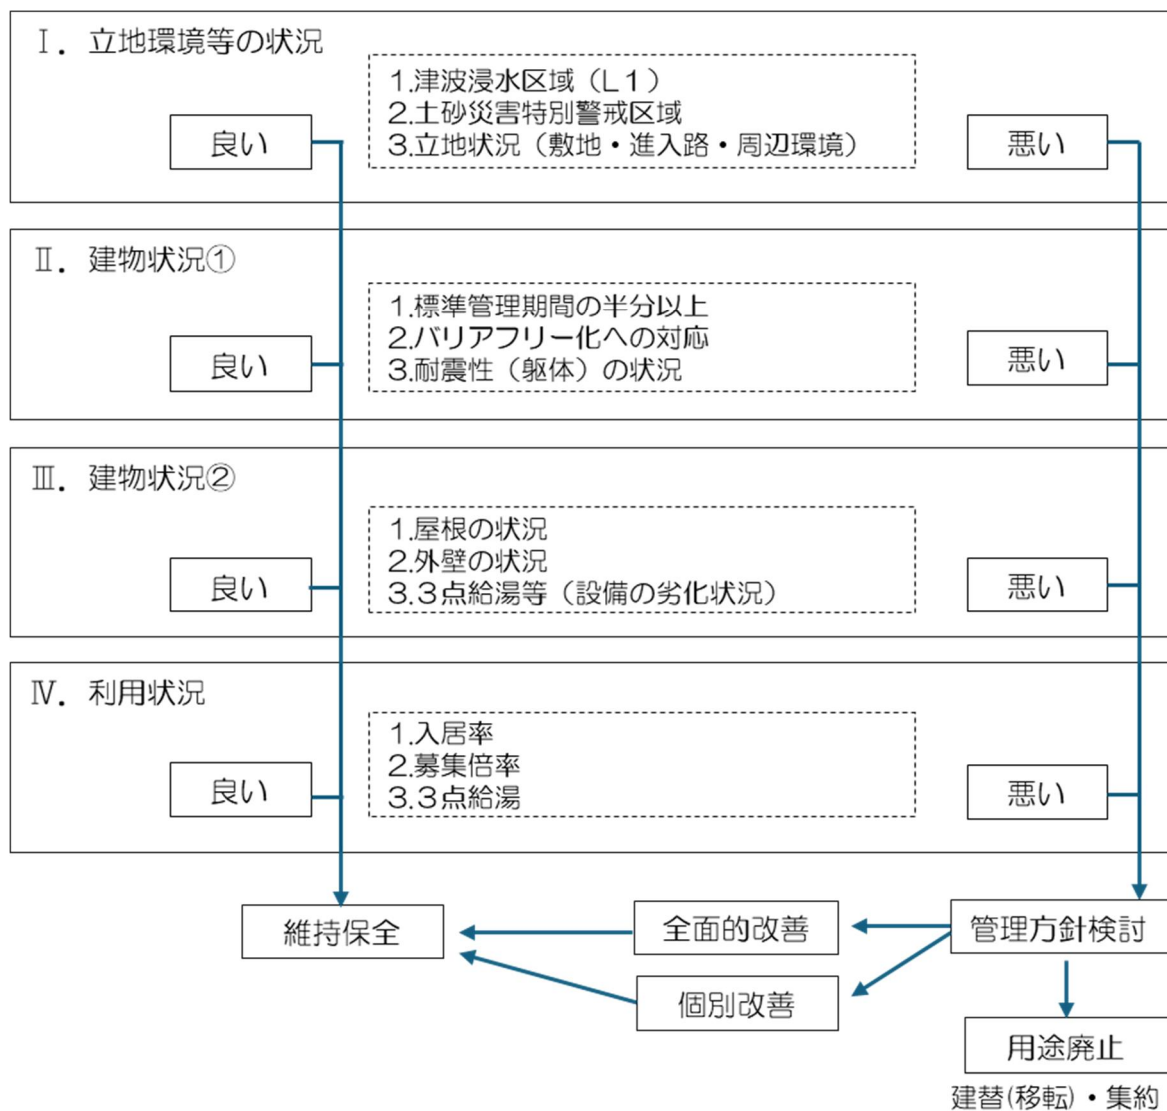 Ⅰ．立地環境等の状況
1.津波浸水区域（L１）
2.土砂災害特別警戒区域
3.立地状況（敷地・進入路・周辺環境）
良い
悪い
Ⅱ．建物状況①
1.標準管理期間の半分以上
2.バリアフリー化への対応
3.耐震性（躯体）の状況
良い
悪い
Ⅲ．建物状況②
1.屋根の状況
2.外壁の状況
3.３点給湯等（設備の劣化状況）
良い
悪い
Ⅳ．利用状況
1.入居率
2.募集倍率
3.３点給湯
良い
悪い
維持保全
全面的改善
管理方針検討
個別改善
用途廃止
建替(移転)・集約